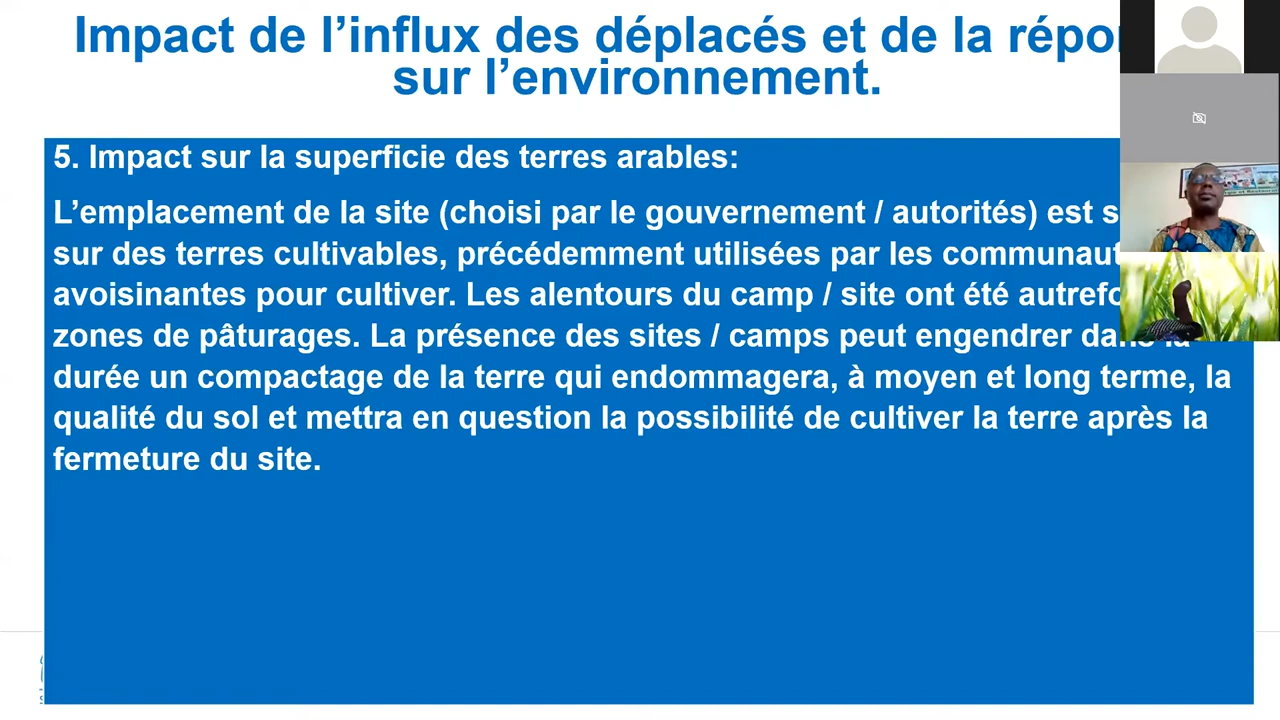 Impact de l’influx des déplacés et de la
sur l’environnement.
5. Impact sur la superficie des terres arables:
L’emplacement de la site (choisi par le gouvernement / autorités) est
sur des terres cultivables, précédemment utilisées par les
avoisinantes pour cultiver. Les alentours du camp / site ont été
zones de pâturages. La présence des sites / camps peut engendrer dans la
durée un compactage de la terre qui endommagera, à moyen et long terme, la
qualité du sol et mettra en question la possibilité de cultiver la terre après la
fermeture du site.